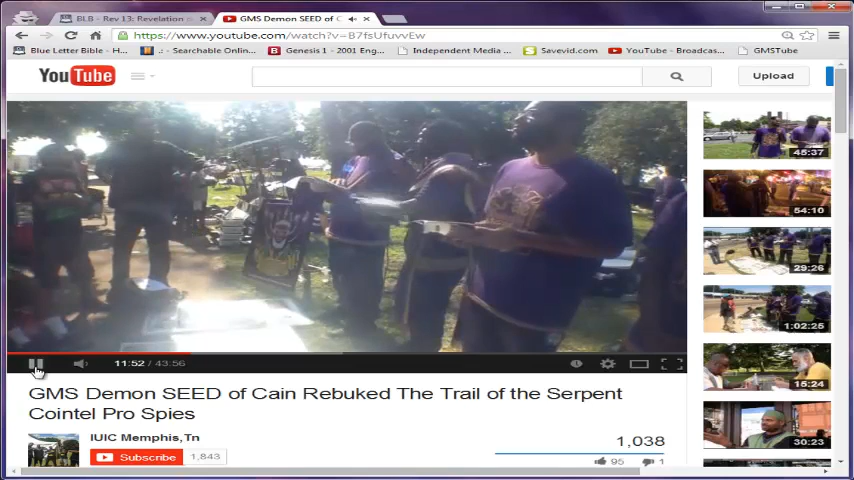 BLB - Rev 13: Revelation
GMS Demon SEED of C
https://www.youtube.com/watch?v=B7fsUfuvvEw
Blue Letter Bible - H...
.: - Searchable Onlin...
Genesis 1 - 2001 Eng...
Independent Media ...
Savevid.com
YouTube - Broadcas...
GMSTube
YouTube
Upload
45:37
54:10
29:26
1:02:25
15:24
30:23
11:52 / 43:56
GMS Demon SEED of Cain Rebuked The Trail of the Serpent
Cointel Pro Spies
IUIC Memphis,Tn
Subscribe 1,843
1,038
95 1